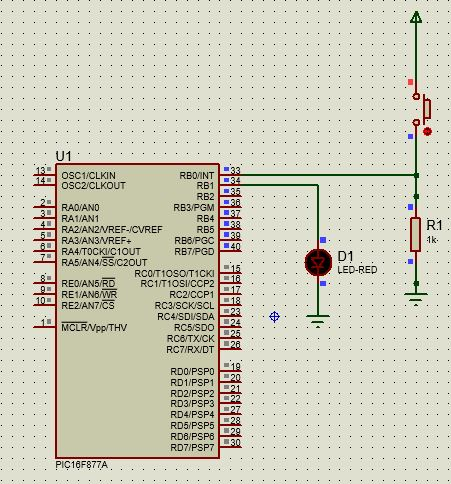 U1
13 OSC1/CLKIN RB0/INT 33
14 OSC2/CLKOUT RB1 34
RB2 35
2 RA0/AN0 RB3/PGM 36
3 RA1/AN1 RB4 37
4 RA2/AN2/VREF-/CVREF RB5 38
5 RA3/AN3/VREF+ RB6/PGC 39
6 RA4/T0CKI/C1OUT RB7/PGD 40
7 RA5/AN4/SS/C2OUT
RC0/T1OSO/T1CKI 15
8 RE0/AN5/RD RC1/T1OSI/CCP2 16
9 RE1/AN6/WR RC2/CCP1 17
10 RE2/AN7/CS RC3/SCK/SCL 18
RC4/SDI/SDA 23
1 MCLR/Vpp/THV RC5/SDO 24
RC6/TX/CK 25
RC7/RX/DT 26
RD0/PSP0 19
RD1/PSP1 20
RD2/PSP2 21
RD3/PSP3 22
RD4/PSP4 27
RD5/PSP5 28
RD6/PSP6 29
RD7/PSP7 30
PIC16F877A
D1
LED-RED
R1
1k